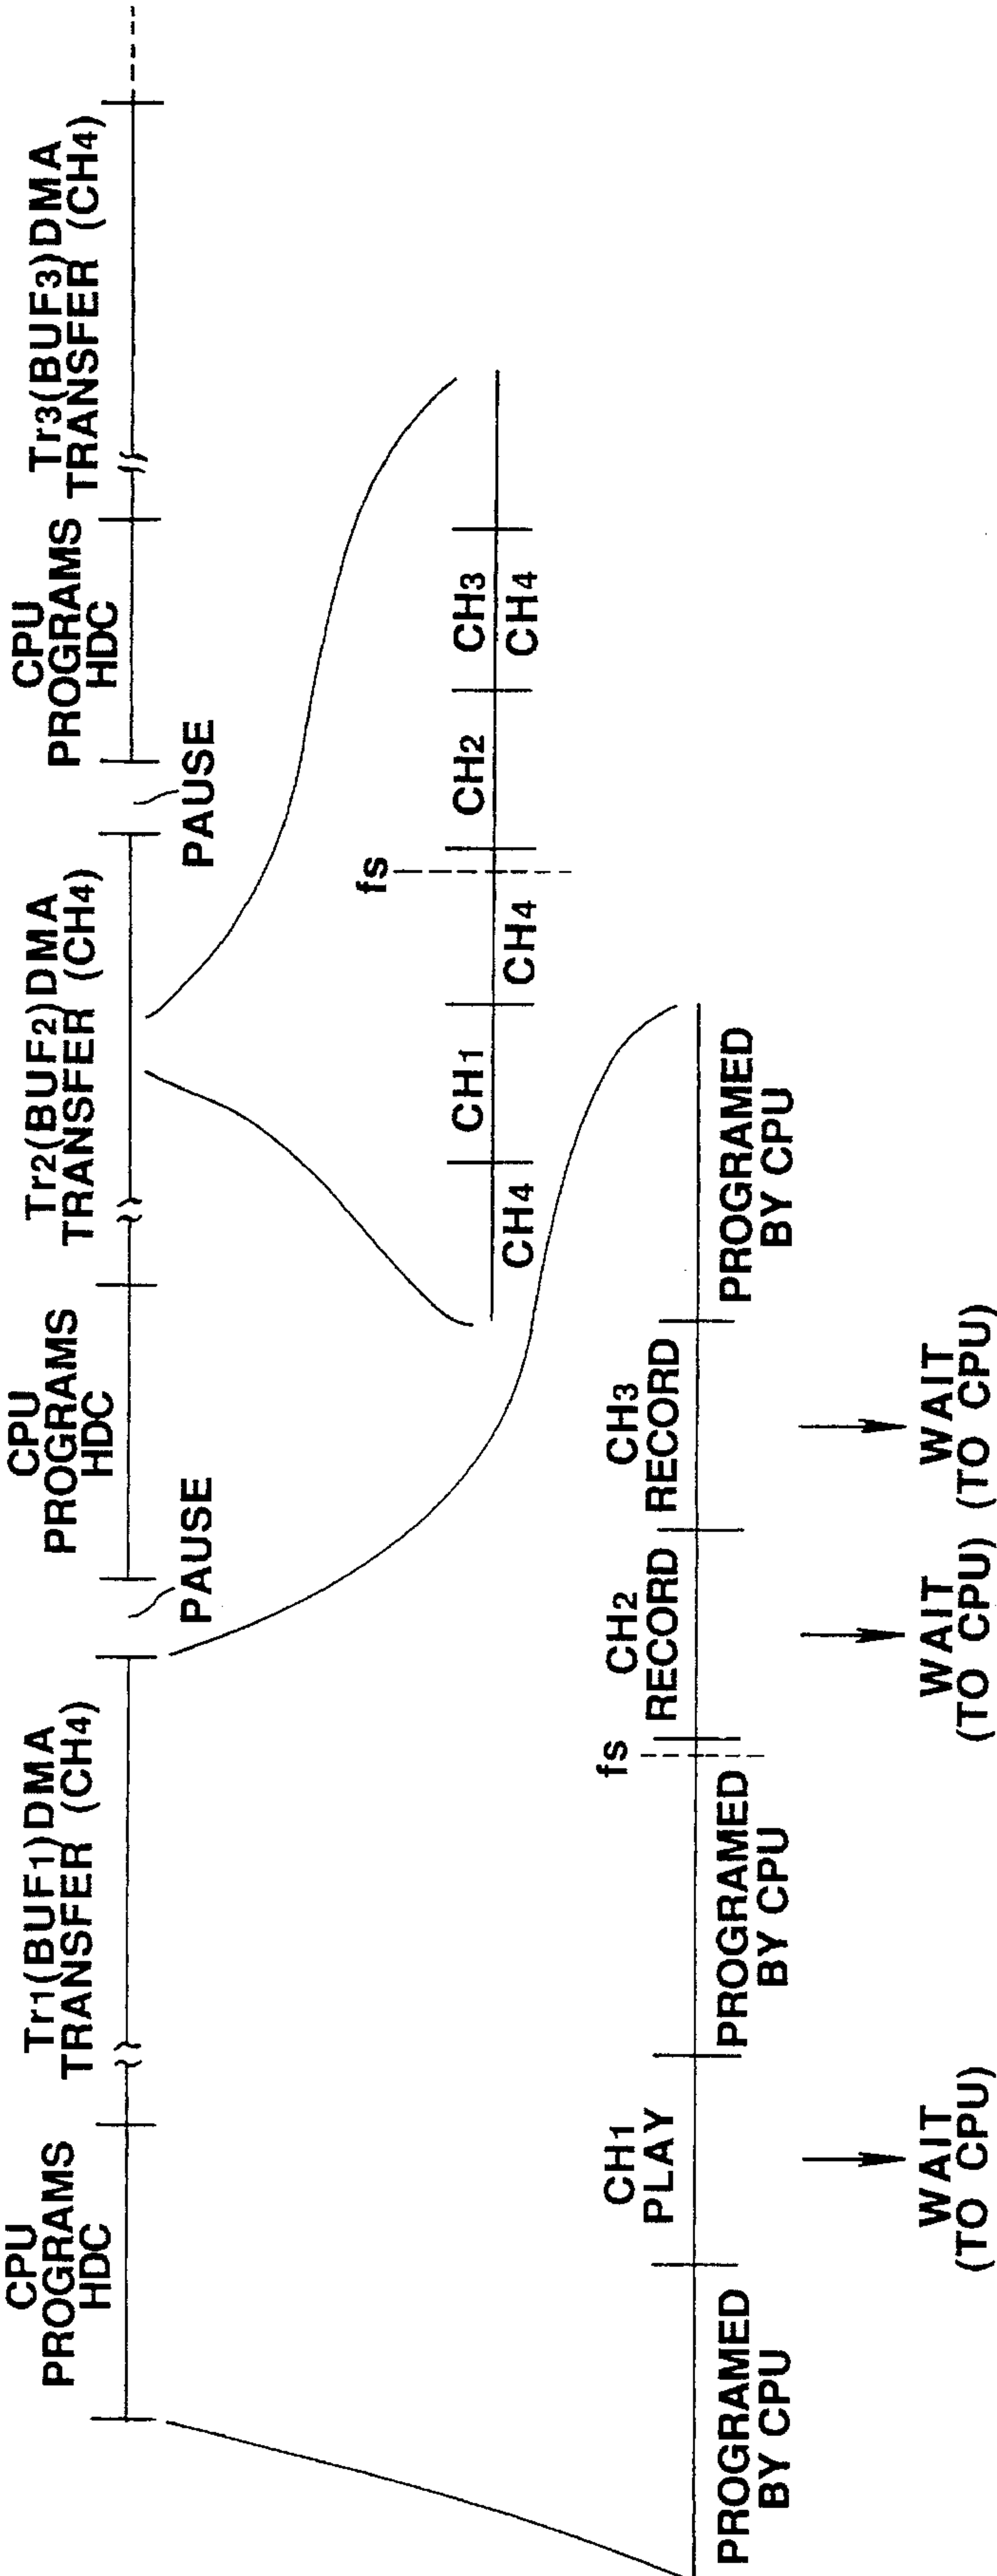 CPU
PROGRAMS
HDC
Tr1(BUF1)DMA
TRANSFER (CH4)
PAUSE
CPU
PROGRAMS
HDC
Tr2(BUF2)DMA
TRANSFER (CH4)
PAUSE
CPU
PROGRAMS
HDC
Tr3(BUF3)DMA
TRANSFER (CH4)
CH4
CH1
CH4
fs
CH2
CH3
CH4
PROGRAMED
BY CPU
CH1
PLAY
PROGRAMED
BY CPU
fs
CH2
RECORD
CH3
RECORD
PROGRAMED
BY CPU
WAIT
(TO CPU)
WAIT
(TO CPU)
WAIT
(TO CPU)